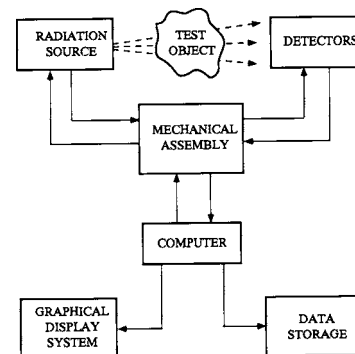 RADIATION
SOURCE
TEST
OBJECT
DETECTORS
MECHANICAL
ASSEMBLY
COMPUTER
GRAPHICAL
DISPLAY
SYSTEM
DATA
STORAGE